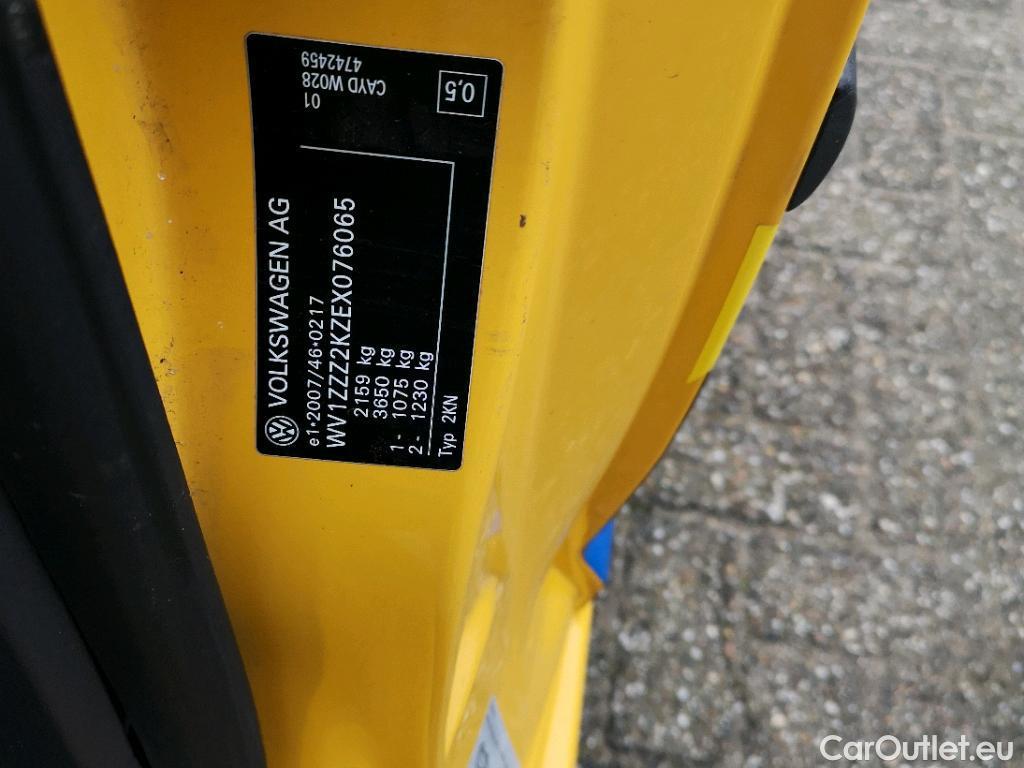 VOLKSWAGEN AG
e1*2007/46*0217
WV1ZZZ2KZEX076065
2159 kg
3650 kg
1- 1075 kg
2- 1230 kg
Typ 2KN
01
CAYD W028
4742459
0,5
CarOutlet.eu